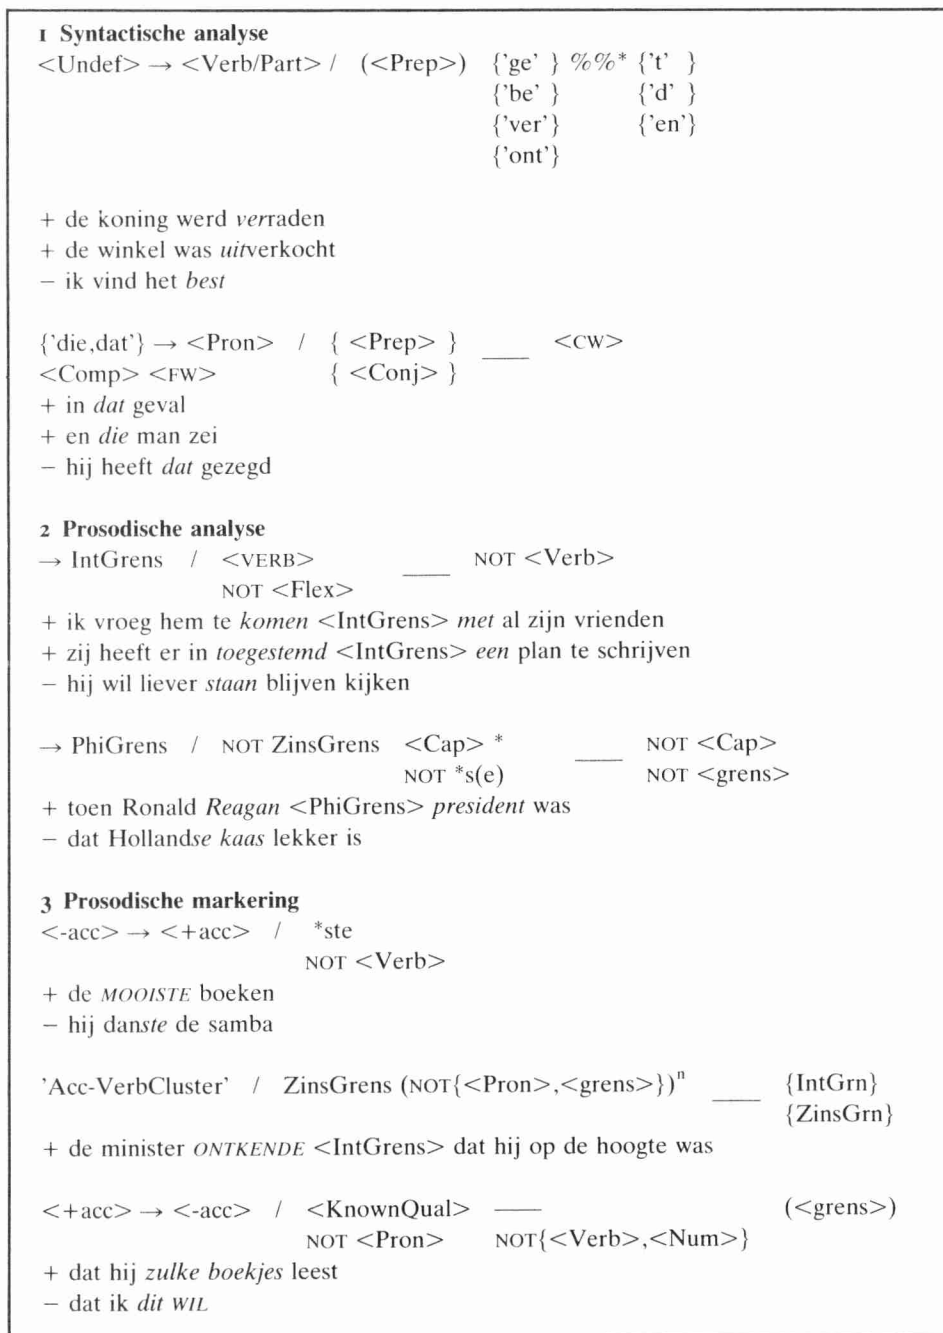 1 Syntactische analyse
<Undef> → <Verb/Part> / (<Prep>) {'ge' } %%* {'t' }
{'be' } {'d' }
{'ver'} {'en'}
{'ont'}
+ de koning werd verraden
+ de winkel was uitverkocht
− ik vind het best
{'die,dat'} → <Pron> / { <Prep> } ___ <CW>
<Comp> <FW> { <Conj> }
+ in dat geval
+ en die man zei
− hij heeft dat gezegd
2 Prosodische analyse
→ IntGrens / <VERB> ___ NOT <Verb>
NOT <Flex>
+ ik vroeg hem te komen <IntGrens> met al zijn vrienden
+ zij heeft er in toegestemd <IntGrens> een plan te schrijven
− hij wil liever staan blijven kijken
→ PhiGrens / NOT ZinsGrens <Cap> * ___ NOT <Cap>
NOT *s(e) NOT <grens>
+ toen Ronald Reagan <PhiGrens> president was
− dat Hollandse kaas lekker is
3 Prosodische markering
<-acc> → <+acc> / *ste
NOT <Verb>
+ de MOOISTE boeken
− hij danste de samba
'Acc-VerbCluster' / ZinsGrens (NOT{<Pron>,<grens>})ⁿ ___ {IntGrn}
{ZinsGrn}
+ de minister ONTKENDE <IntGrens> dat hij op de hoogte was
<+acc> → <-acc> / <KnownQual> ___ (<grens>)
NOT <Pron> NOT{<Verb>,<Num>}
+ dat hij zulke boekjes leest
− dat ik dit WIL